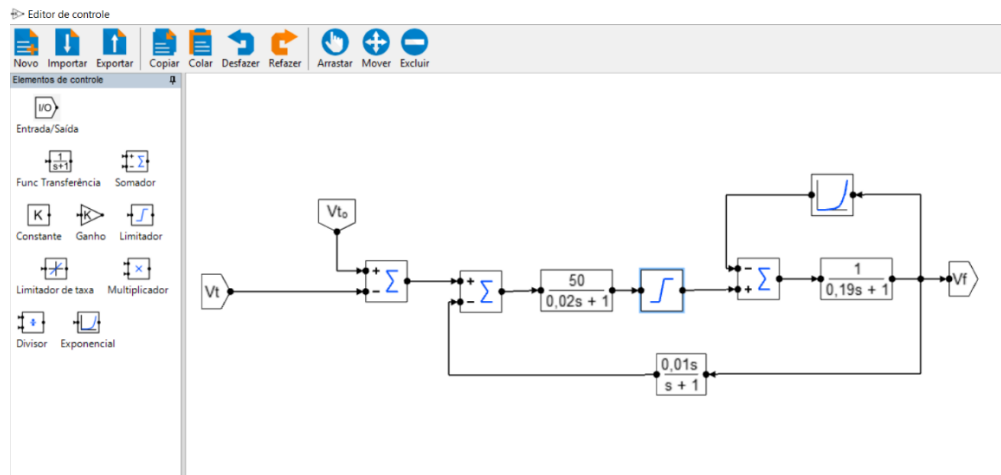 Editor de controle
Novo Importar Exportar Copiar Colar Desfazer Refazer Arrastar Mover Excluir
Elementos de controle
I/O
Entrada/Saída
1
s+1
+
−
Σ
Func Transferência Somador
K K
Constante Ganho Limitador
×
Limitador de taxa Multiplicador
÷
Divisor Exponencial
Vt₀
Vt
+
−
Σ
+
−
Σ
50
0,02s + 1
−
+
Σ
1
0,19s + 1
Vf
0,01s
s + 1